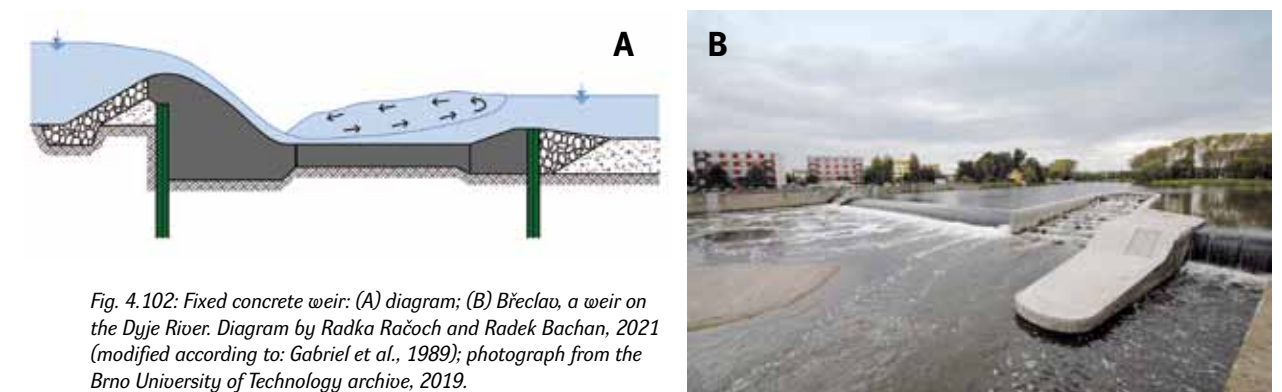 A
B
Fig. 4.102: Fixed concrete weir: (A) diagram; (B) Břeclav, a weir on
the Dyje River. Diagram by Radka Račoch and Radek Bachan, 2021
(modified according to: Gabriel et al., 1989); photograph from the
Brno University of Technology archive, 2019.